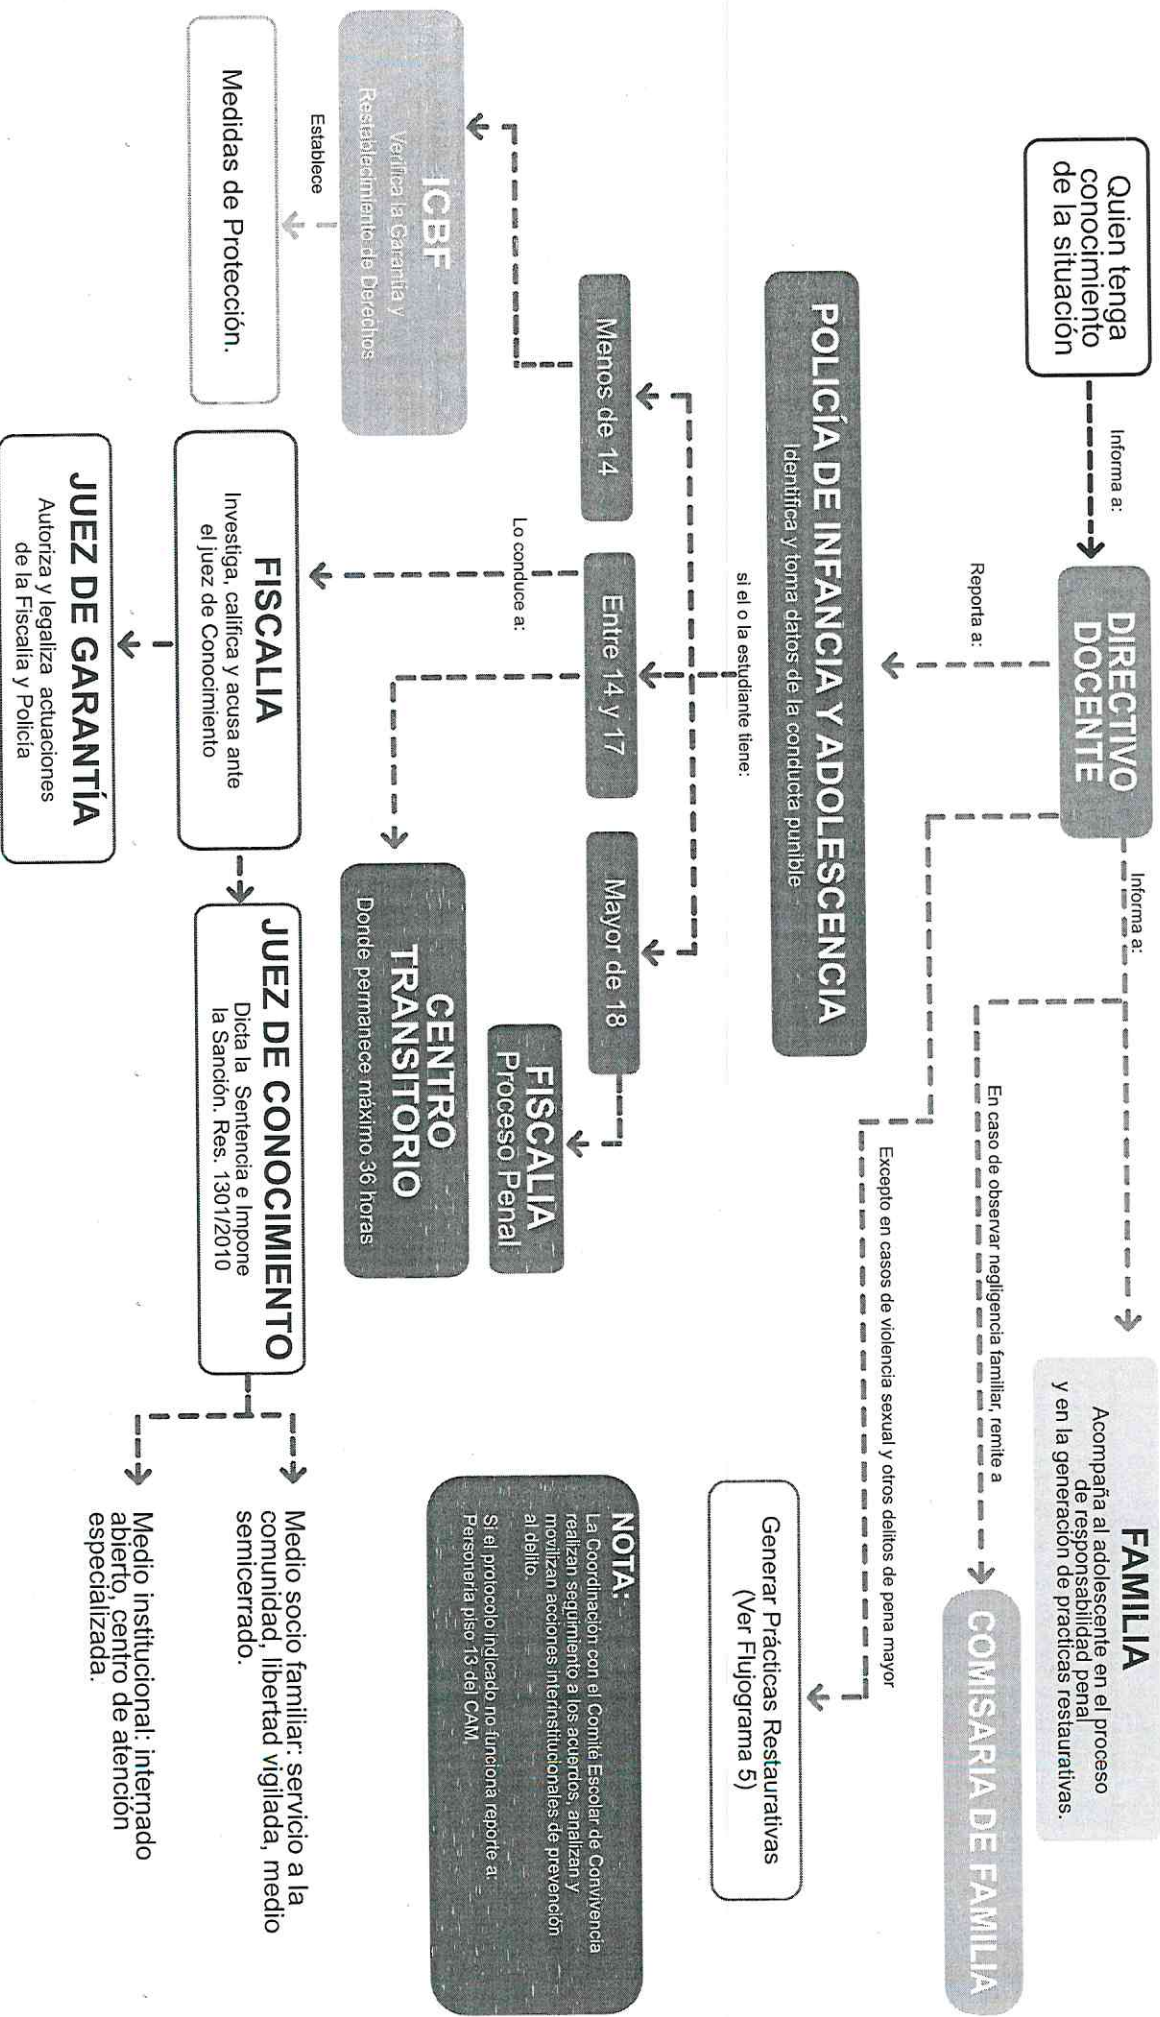 Quien tenga
conocimiento
de la situación
Informa a:
DIRECTIVO
DOCENTE
Informa a:
FAMILIA
Acompaña al adolescente en el proceso
de responsabilidad penal
y en la generación de practicas restaurativas.
En caso de observar negligencia familiar, remite a
COMISARIA DE FAMILIA
Reporta a:
Excepto en casos de violencia sexual y otros delitos de pena mayor
Generar Prácticas Restaurativas
(Ver Flujograma 5)
POLICÍA DE INFANCIA Y ADOLESCENCIA
Identifica y toma datos de la conducta punible
si el o la estudiante tiene:
Menos de 14
Entre 14 y 17
Mayor de 18
FISCALIA
Proceso Penal
Lo conduce a:
CENTRO
TRANSITORIO
Donde permanece máximo 36 horas
ICBF
Verifica la Garantía y
Restablecimiento de Derechos
Establece
Medidas de Protección.
FISCALIA
Investiga, califica y acusa ante
el juez de Conocimiento
JUEZ DE GARANTÍA
Autoriza y legaliza actuaciones
de la Fiscalía y Policía
JUEZ DE CONOCIMIENTO
Dicta la Sentencia e Impone
la Sanción. Res. 1301/2010
Medio socio familiar: servicio a la
comunidad, libertad vigilada, medio
semicerrado.
Medio institucional: internado
abierto, centro de atención
especializada.
NOTA:
La Coordinación con el Comité Escolar de Convivencia
realizan seguimiento a los acuerdos, analizan y
movilizan acciones interinstitucionales de prevención
al delito.
Si el protocolo indicado no funciona reporte a:
Personería piso 13 del CAM.